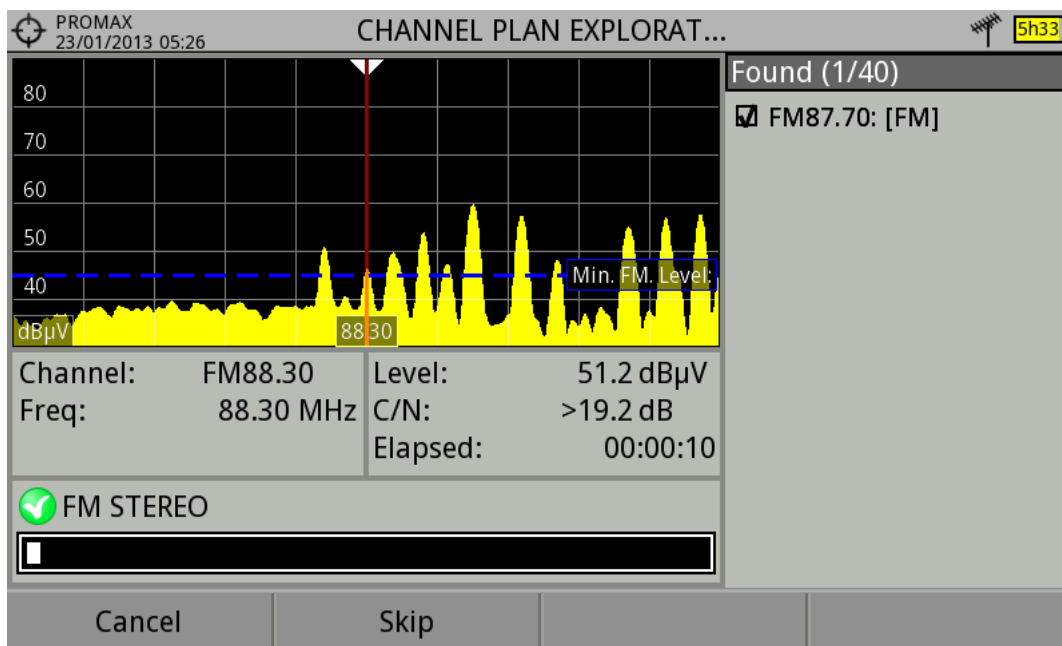 PROMAX
23/01/2013 05:26
CHANNEL PLAN EXPLORAT...
5h33
80
70
60
50
40
dBµV
Min. FM. Level:
88.30
Found (1/40)
FM87.70: [FM]
Channel: FM88.30
Freq: 88.30 MHz
Level: 51.2 dBµV
C/N: >19.2 dB
Elapsed: 00:00:10
FM STEREO
Cancel
Skip